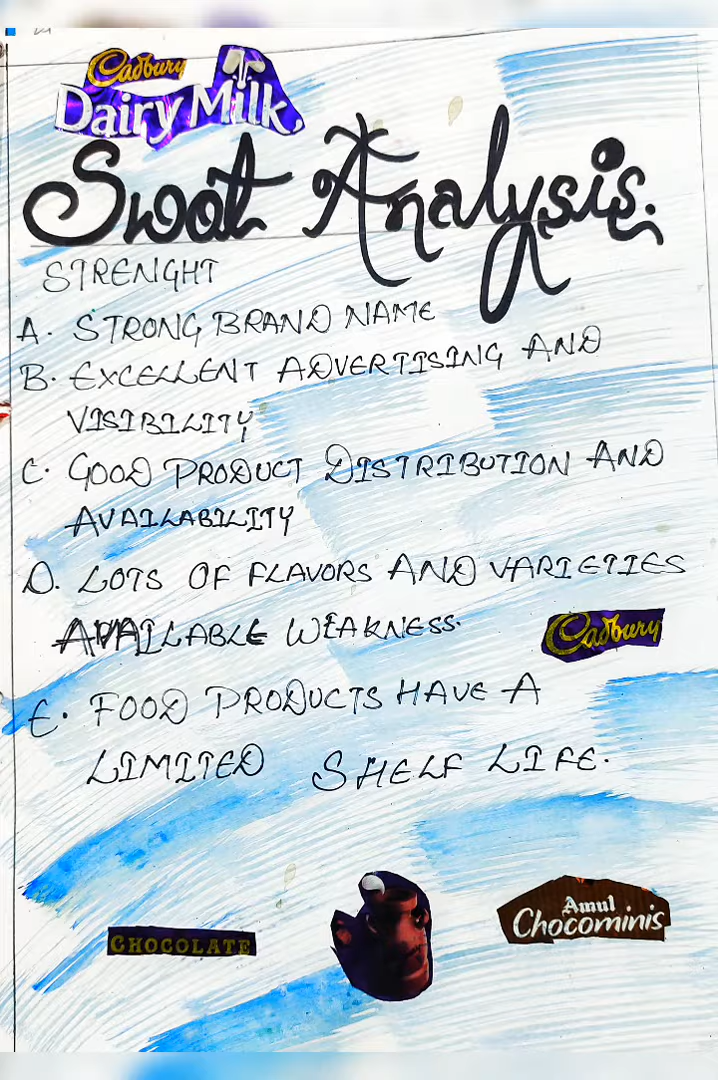 Cadbury
Dairy Milk
Swot Analysis.
STRENIGHT
A. STRONG BRAND NAME
B. EXCELLENT ADVERTISING AND
VISIBILITY
C. GOOD PRODUCT DISTRIBUTION AND
AVAILABILITY
D. LOTS OF FLAVORS AND VARIETIES
AVAILABLE WEAKNESS.
Cadbury
E. FOOD PRODUCTS HAVE A
LIMITED SHELF LIFE.
Amul
Chocominis
CHOCOLATE